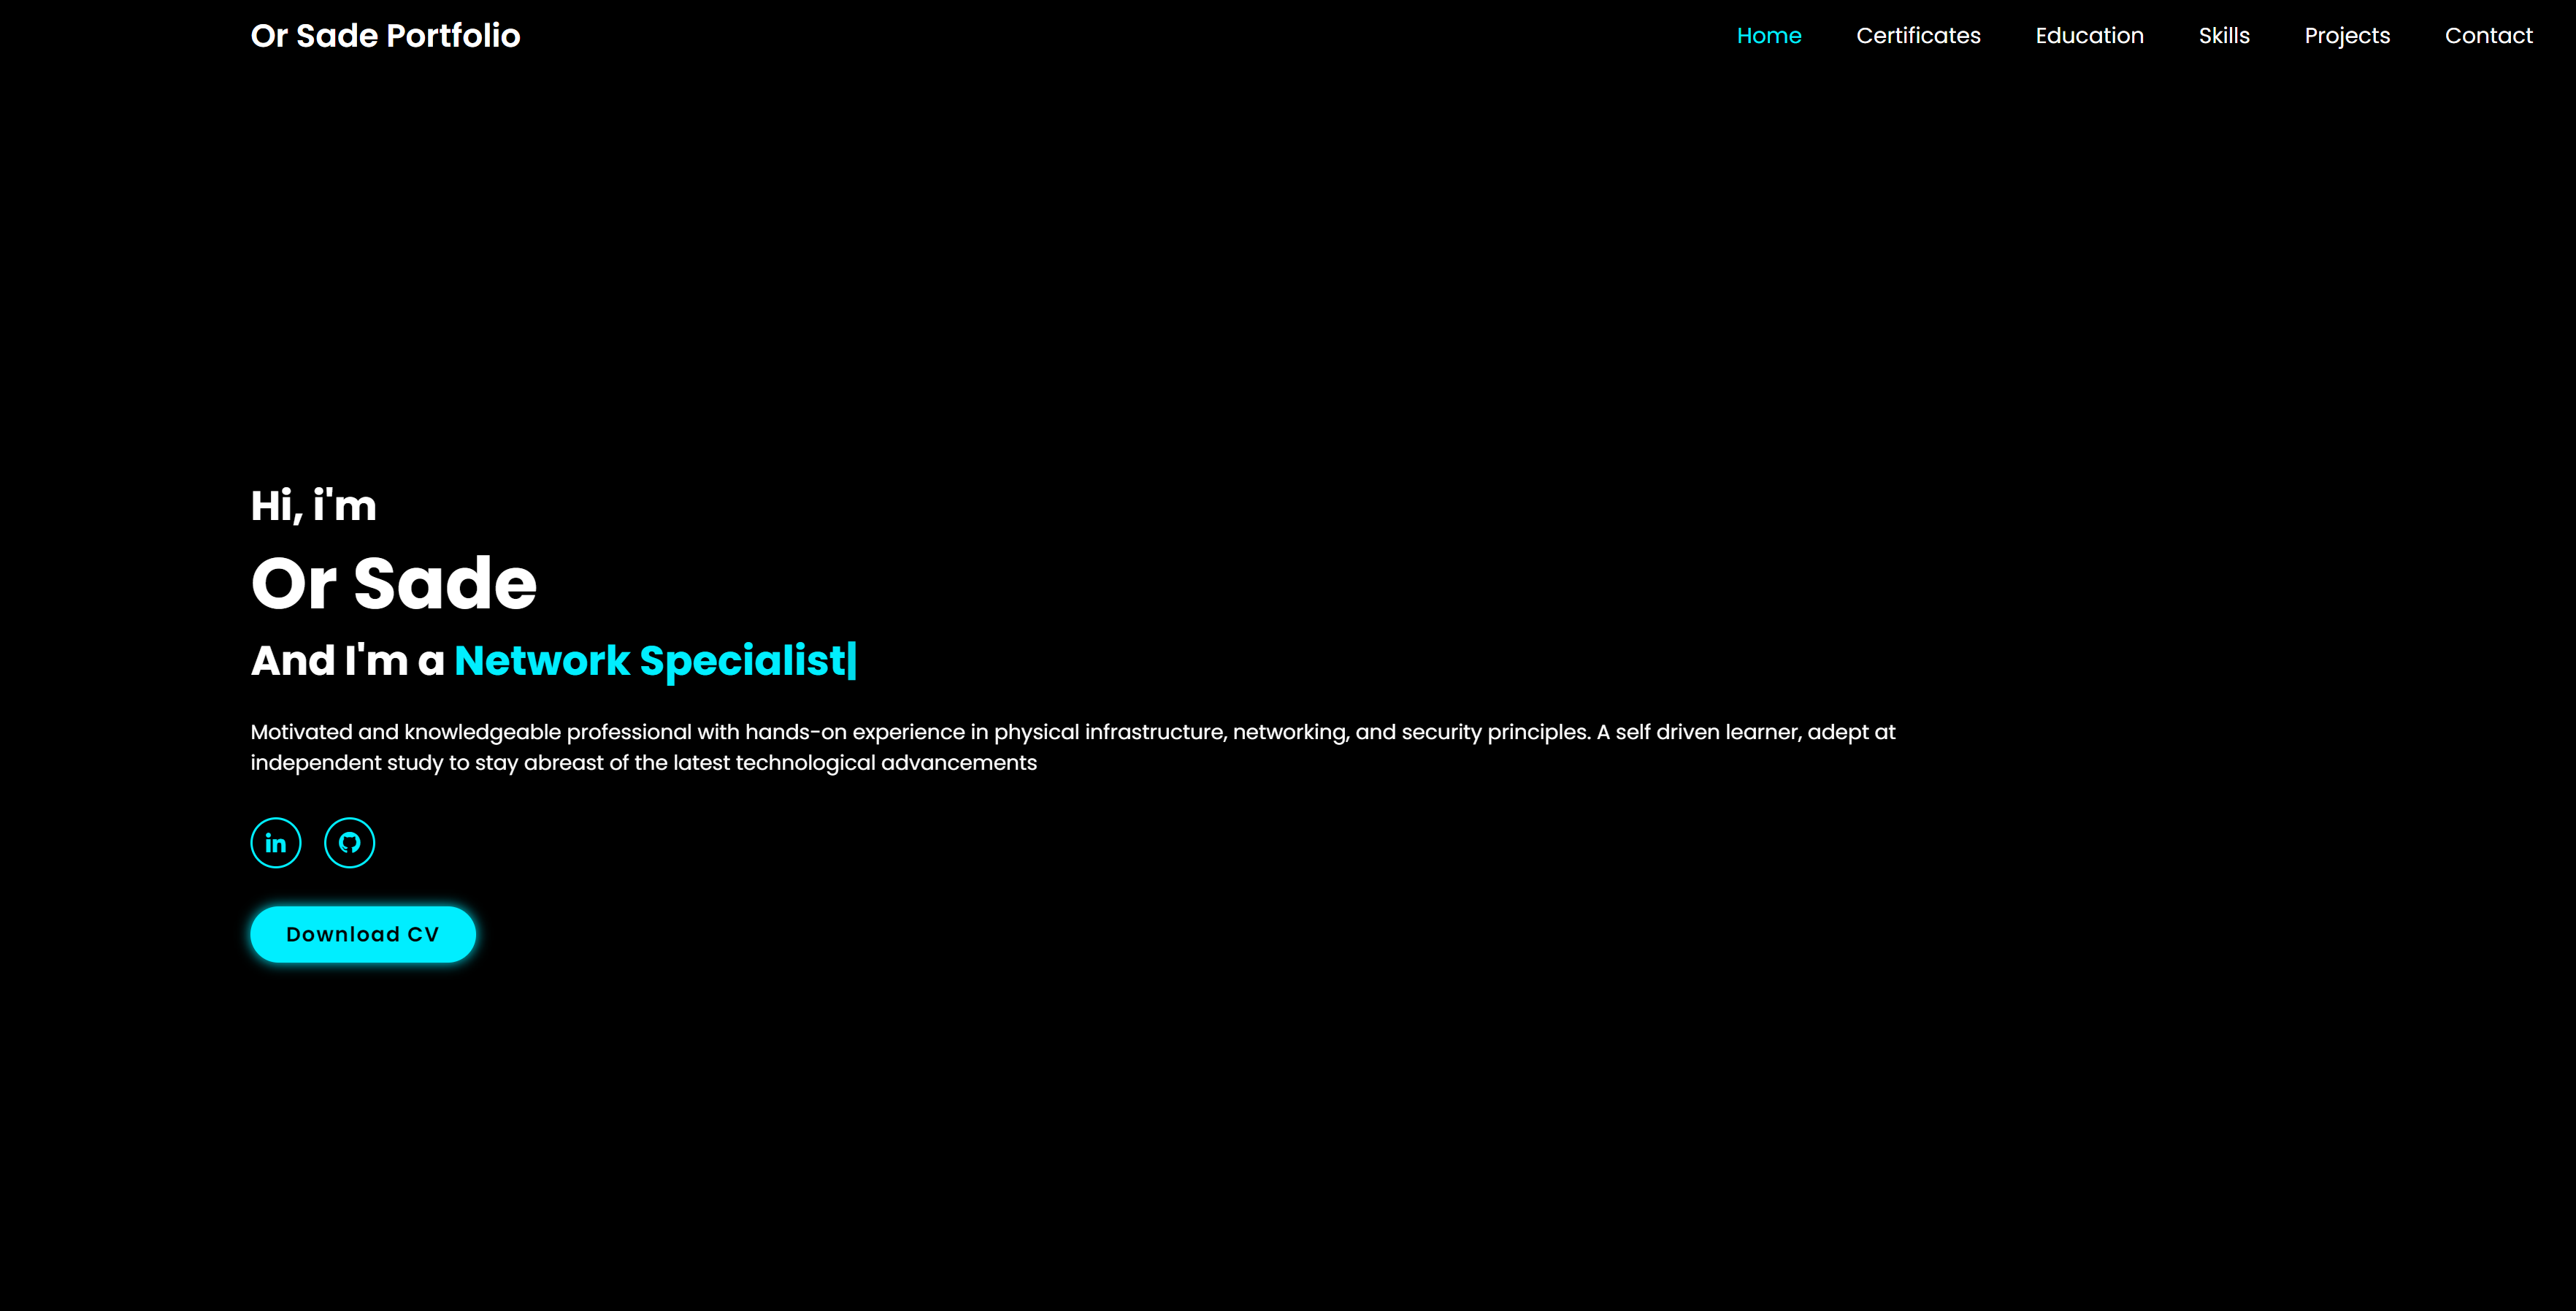 Or Sade Portfolio
Home Certificates Education Skills Projects Contact
Hi, i'm
Or Sade
And I'm a Network Specialist|
Motivated and knowledgeable professional with hands-on experience in physical infrastructure, networking, and security principles. A self driven learner, adept at
independent study to stay abreast of the latest technological advancements
in
Download CV